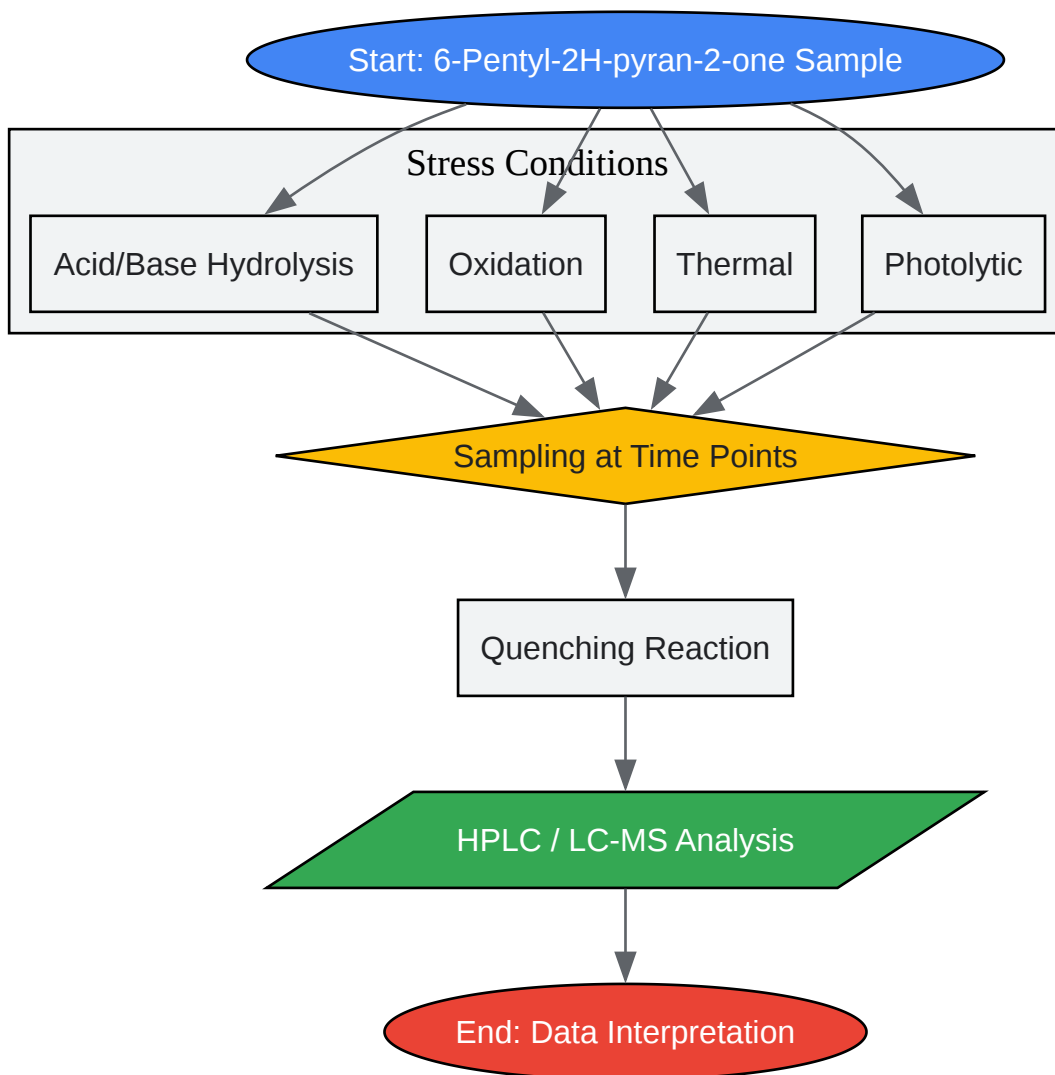 Start: 6-Pentyl-2H-pyran-2-one Sample
Stress Conditions
Acid/Base Hydrolysis
Oxidation
Thermal
Photolytic
Sampling at Time Points
Quenching Reaction
HPLC / LC-MS Analysis
End: Data Interpretation